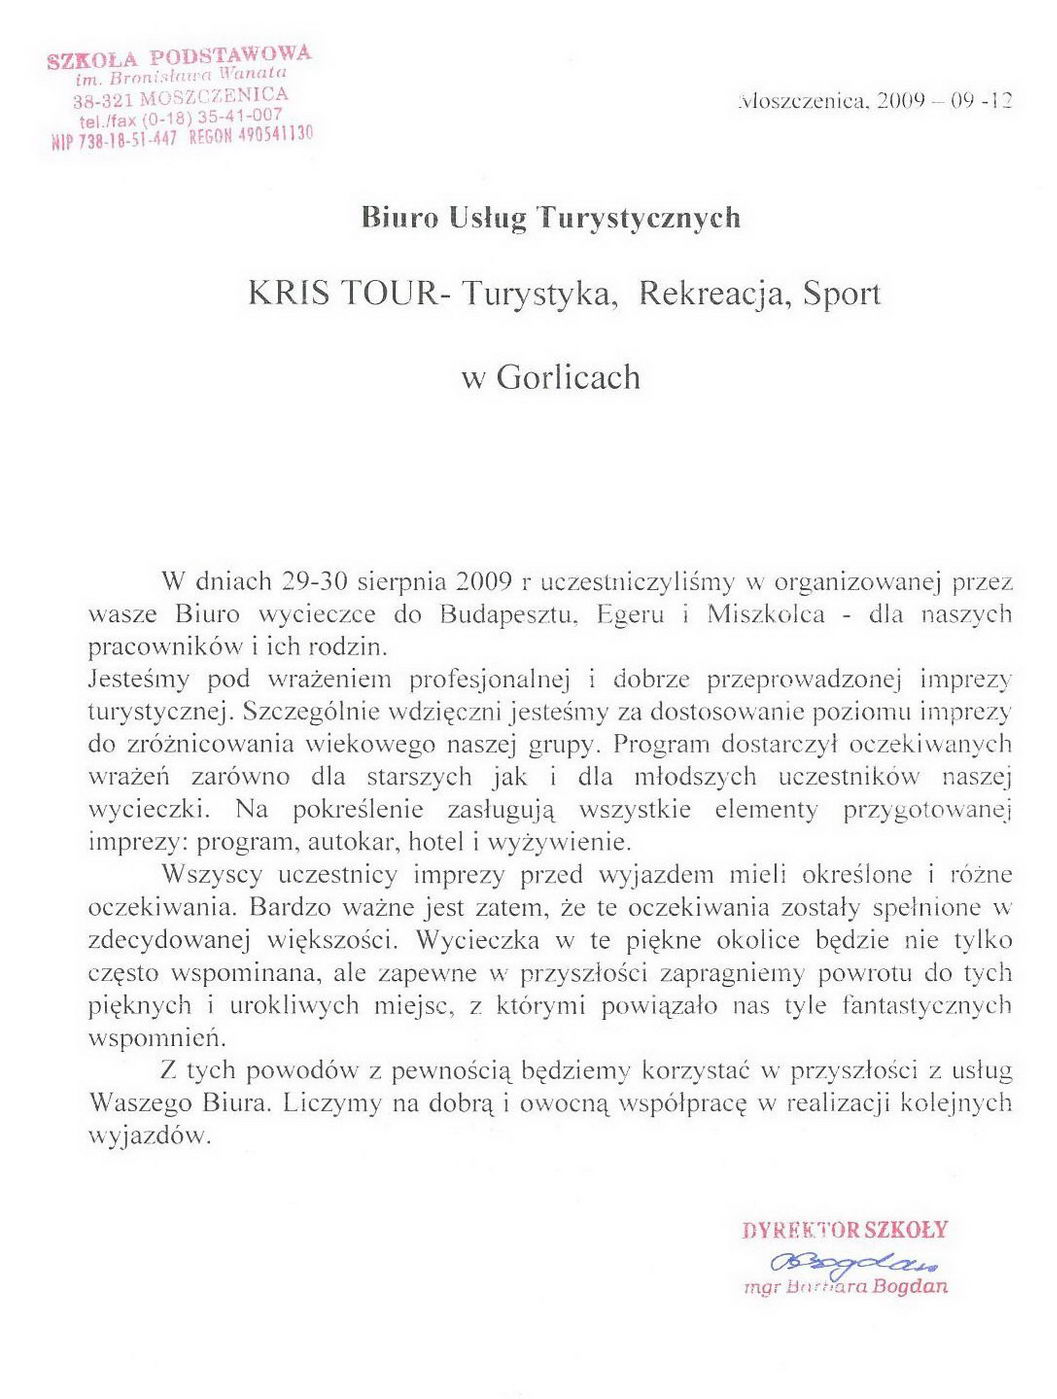 SZKOŁA PODSTAWOWA
im. Bronisława Wanata
38-321 MOSZCZENICA
tel./fax (0-18) 35-41-007
NIP 738-18-51-447 REGON 490541130
Moszczenica, 2009 – 09 -12
Biuro Usług Turystycznych
KRIS TOUR- Turystyka, Rekreacja, Sport
w Gorlicach
W dniach 29-30 sierpnia 2009 r uczestniczyliśmy w organizowanej przez
wasze Biuro wycieczce do Budapesztu, Egeru i Miszkolca - dla naszych
pracowników i ich rodzin.
Jesteśmy pod wrażeniem profesjonalnej i dobrze przeprowadzonej imprezy
turystycznej. Szczególnie wdzięczni jesteśmy za dostosowanie poziomu imprezy
do zróżnicowania wiekowego naszej grupy. Program dostarczył oczekiwanych
wrażeń zarówno dla starszych jak i dla młodszych uczestników naszej
wycieczki. Na pokreślenie zasługują wszystkie elementy przygotowanej
imprezy: program, autokar, hotel i wyżywienie.
Wszyscy uczestnicy imprezy przed wyjazdem mieli określone i różne
oczekiwania. Bardzo ważne jest zatem, że te oczekiwania zostały spełnione w
zdecydowanej większości. Wycieczka w te piękne okolice będzie nie tylko
często wspominana, ale zapewne w przyszłości zapragniemy powrotu do tych
pięknych i urokliwych miejsc, z którymi powiązało nas tyle fantastycznych
wspomnień.
Z tych powodów z pewnością będziemy korzystać w przyszłości z usług
Waszego Biura. Liczymy na dobrą i owocną współpracę w realizacji kolejnych
wyjazdów.
DYREKTOR SZKOŁY
BBogdan
mgr Barbara Bogdan